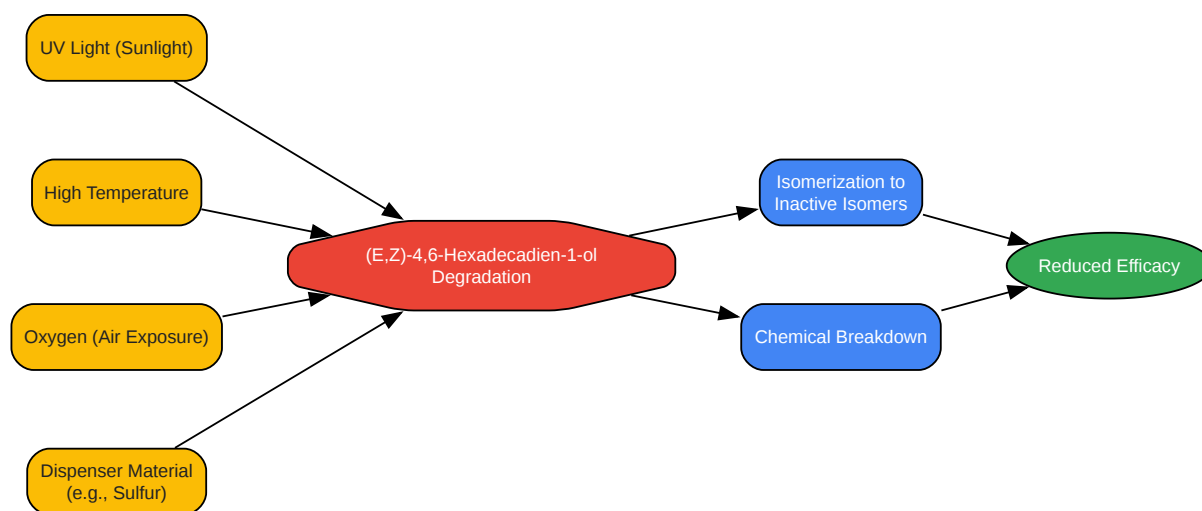 UV Light (Sunlight)
High Temperature
Oxygen (Air Exposure)
Dispenser Material
(e.g., Sulfur)
(E,Z)-4,6-Hexadecadien-1-ol
Degradation
Isomerization to
Inactive Isomers
Chemical Breakdown
Reduced Efficacy